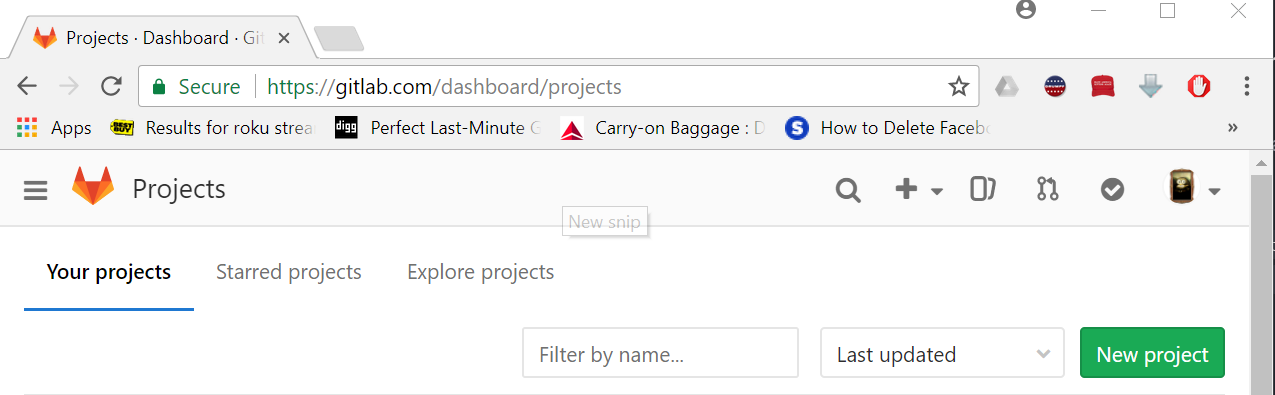 Projects · Dashboard · Git
Secure https://gitlab.com/dashboard/projects
Apps BEST BUY Results for roku strea digg Perfect Last-Minute G Carry-on Baggage : D S How to Delete Facebo »
Projects
New snip
Your projects Starred projects Explore projects
Filter by name... Last updated New project